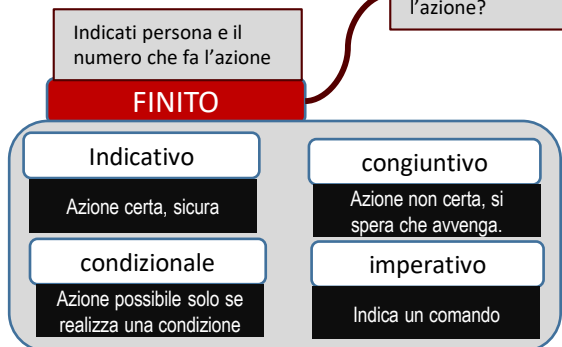 l’azione?
Indicati persona e il
numero che fa l’azione
FINITO
Indicativo
Azione certa, sicura
congiuntivo
Azione non certa, si
spera che avvenga.
condizionale
Azione possibile solo se
realizza una condizione
imperativo
Indica un comando